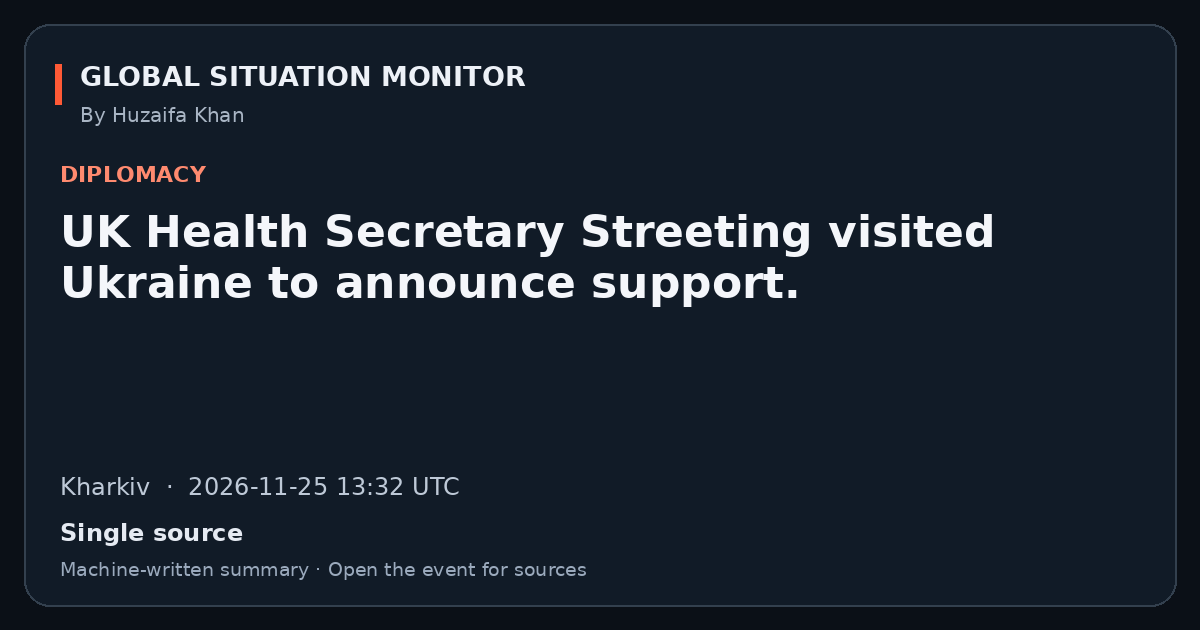 GLOBAL SITUATION MONITOR
By Huzaifa Khan
DIPLOMACY
UK Health Secretary Streeting visited
Ukraine to announce support.
Kharkiv · 2026-11-25 13:32 UTC
Single source
Machine-written summary · Open the event for sources